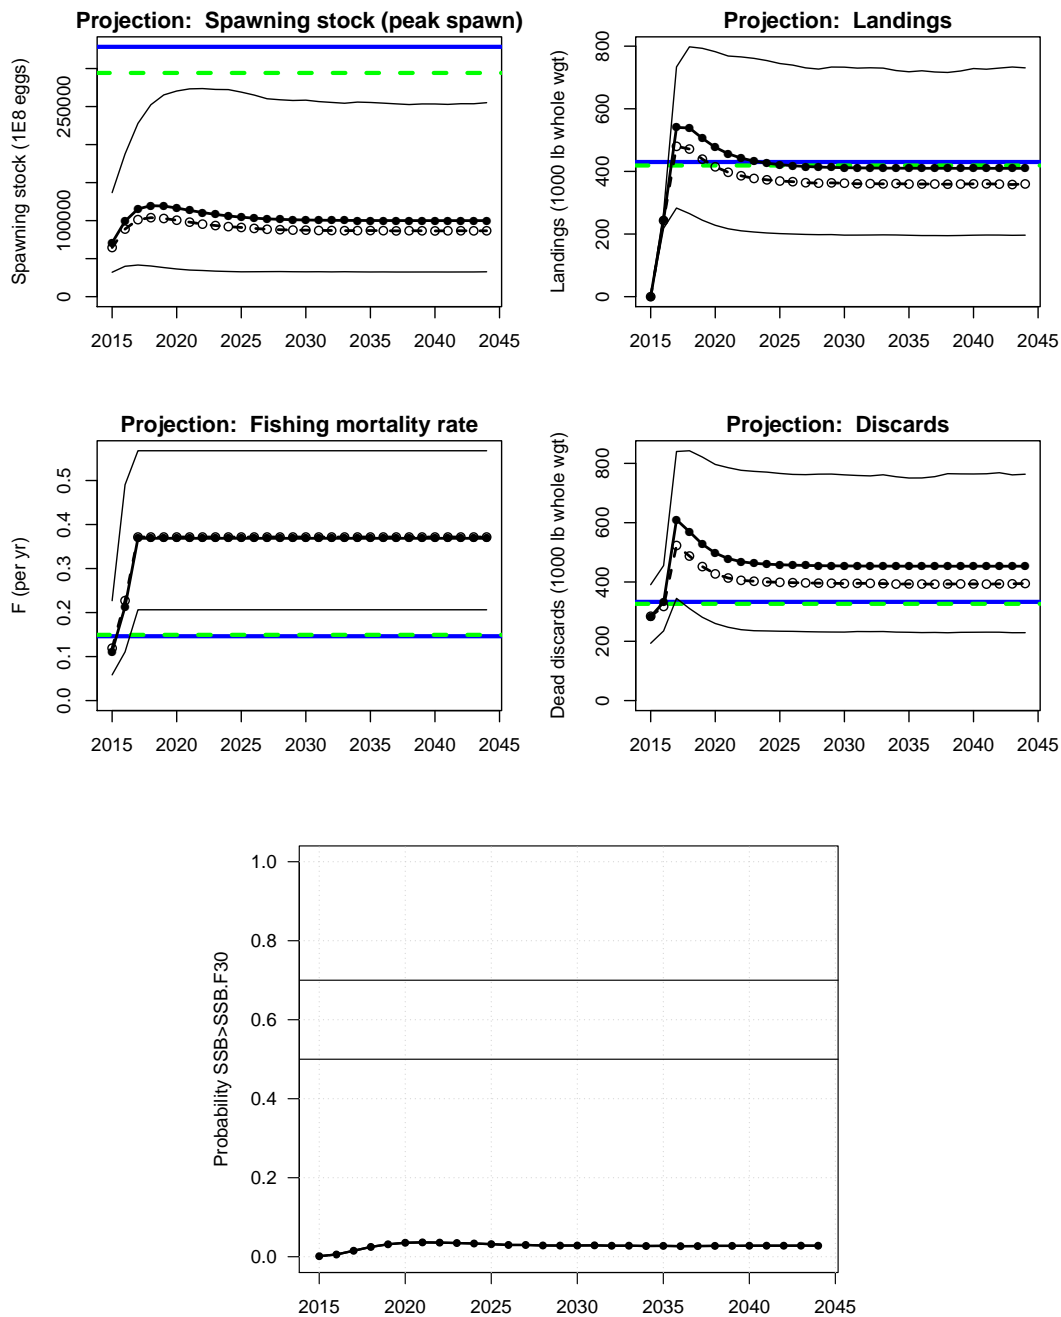 Projection: Spawning stock (peak spawn)
Spawning stock (1E8 eggs)
0 100000 250000
2015 2020 2025 2030 2035 2040 2045
Projection: Landings
Landings (1000 lb whole wgt)
0 200 400 600 800
2015 2020 2025 2030 2035 2040 2045
Projection: Fishing mortality rate
F (per yr)
0.0 0.1 0.2 0.3 0.4 0.5
2015 2020 2025 2030 2035 2040 2045
Projection: Discards
Dead discards (1000 lb whole wgt)
0 200 400 600 800
2015 2020 2025 2030 2035 2040 2045
Probability SSB>SSB.F30
1.0
0.8
0.6
0.4
0.2
0.0
2015 2020 2025 2030 2035 2040 2045